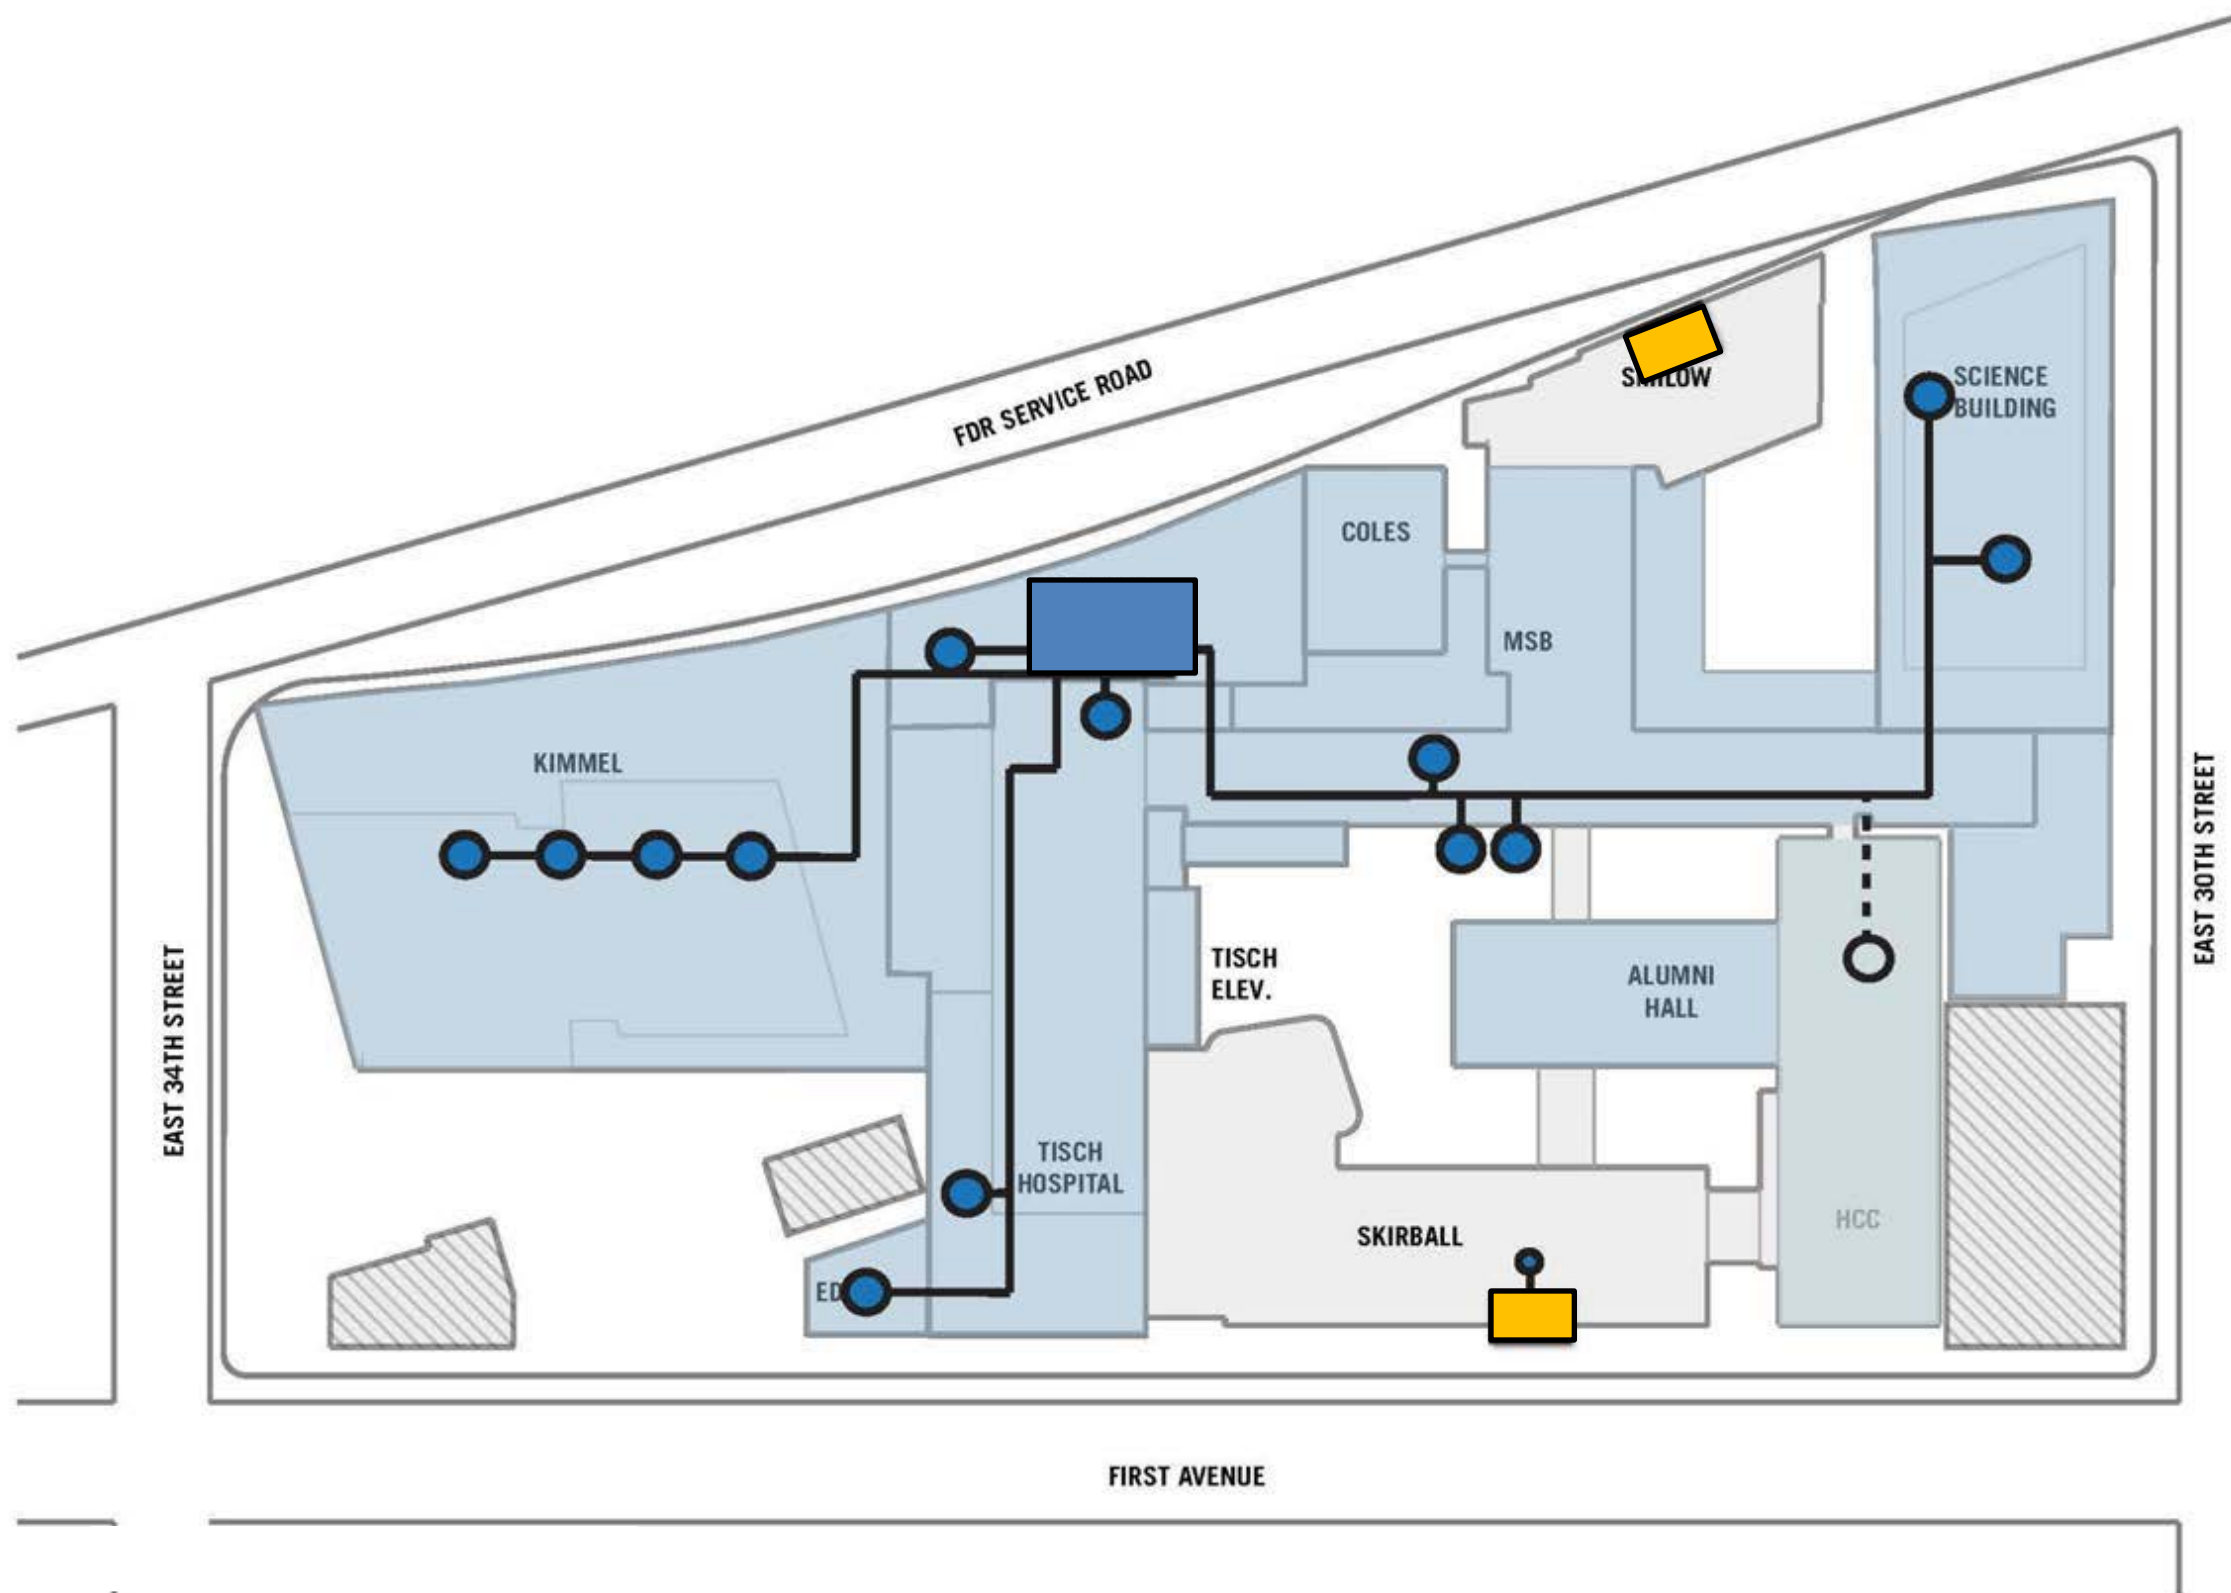 FDR SERVICE ROAD
SCIENCE
BUILDING
COLES
MSB
KIMMEL
EAST 30TH STREET
EAST 34TH STREET
TISCH
ELEV.
ALUMNI
HALL
TISCH
HOSPITAL
HCC
SKIRBALL
ED
FIRST AVENUE